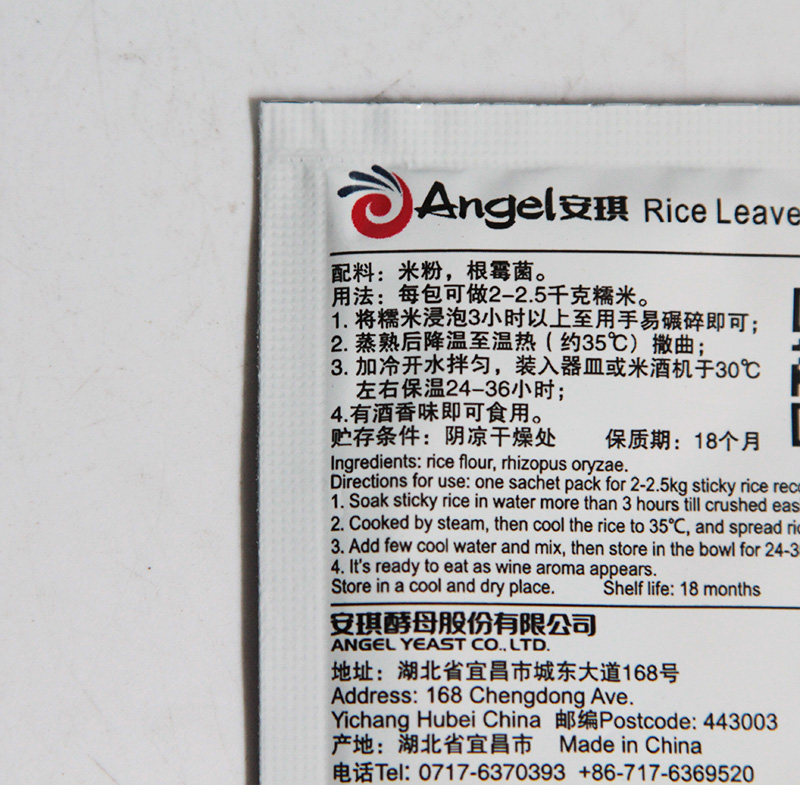 Angel安琪 Rice Leave
配料：米粉，根霉菌。
用法：每包可做2-2.5千克糯米。
1. 将糯米浸泡3小时以上至用手易碾碎即可；
2. 蒸熟后降温至温热（约35℃）撒曲；
3. 加冷开水拌匀，装入器皿或米酒机于30℃
左右保温24-36小时；
4.有酒香味即可食用。
贮存条件：阴凉干燥处 保质期：18个月
Ingredients: rice flour, rhizopus oryzae.
Directions for use: one sachet pack for 2-2.5kg sticky rice reco
1. Soak sticky rice in water more than 3 hours till crushed eas
2. Cooked by steam, then cool the rice to 35℃, and spread ric
3. Add few cool water and mix, then store in the bowl for 24-3
4. It's ready to eat as wine aroma appears.
Store in a cool and dry place. Shelf life: 18 months
安琪酵母股份有限公司
ANGEL YEAST CO., LTD.
地址：湖北省宜昌市城东大道168号
Address: 168 Chengdong Ave.
Yichang Hubei China 邮编Postcode: 443003
产地：湖北省宜昌市 Made in China
电话Tel: 0717-6370393 +86-717-6369520